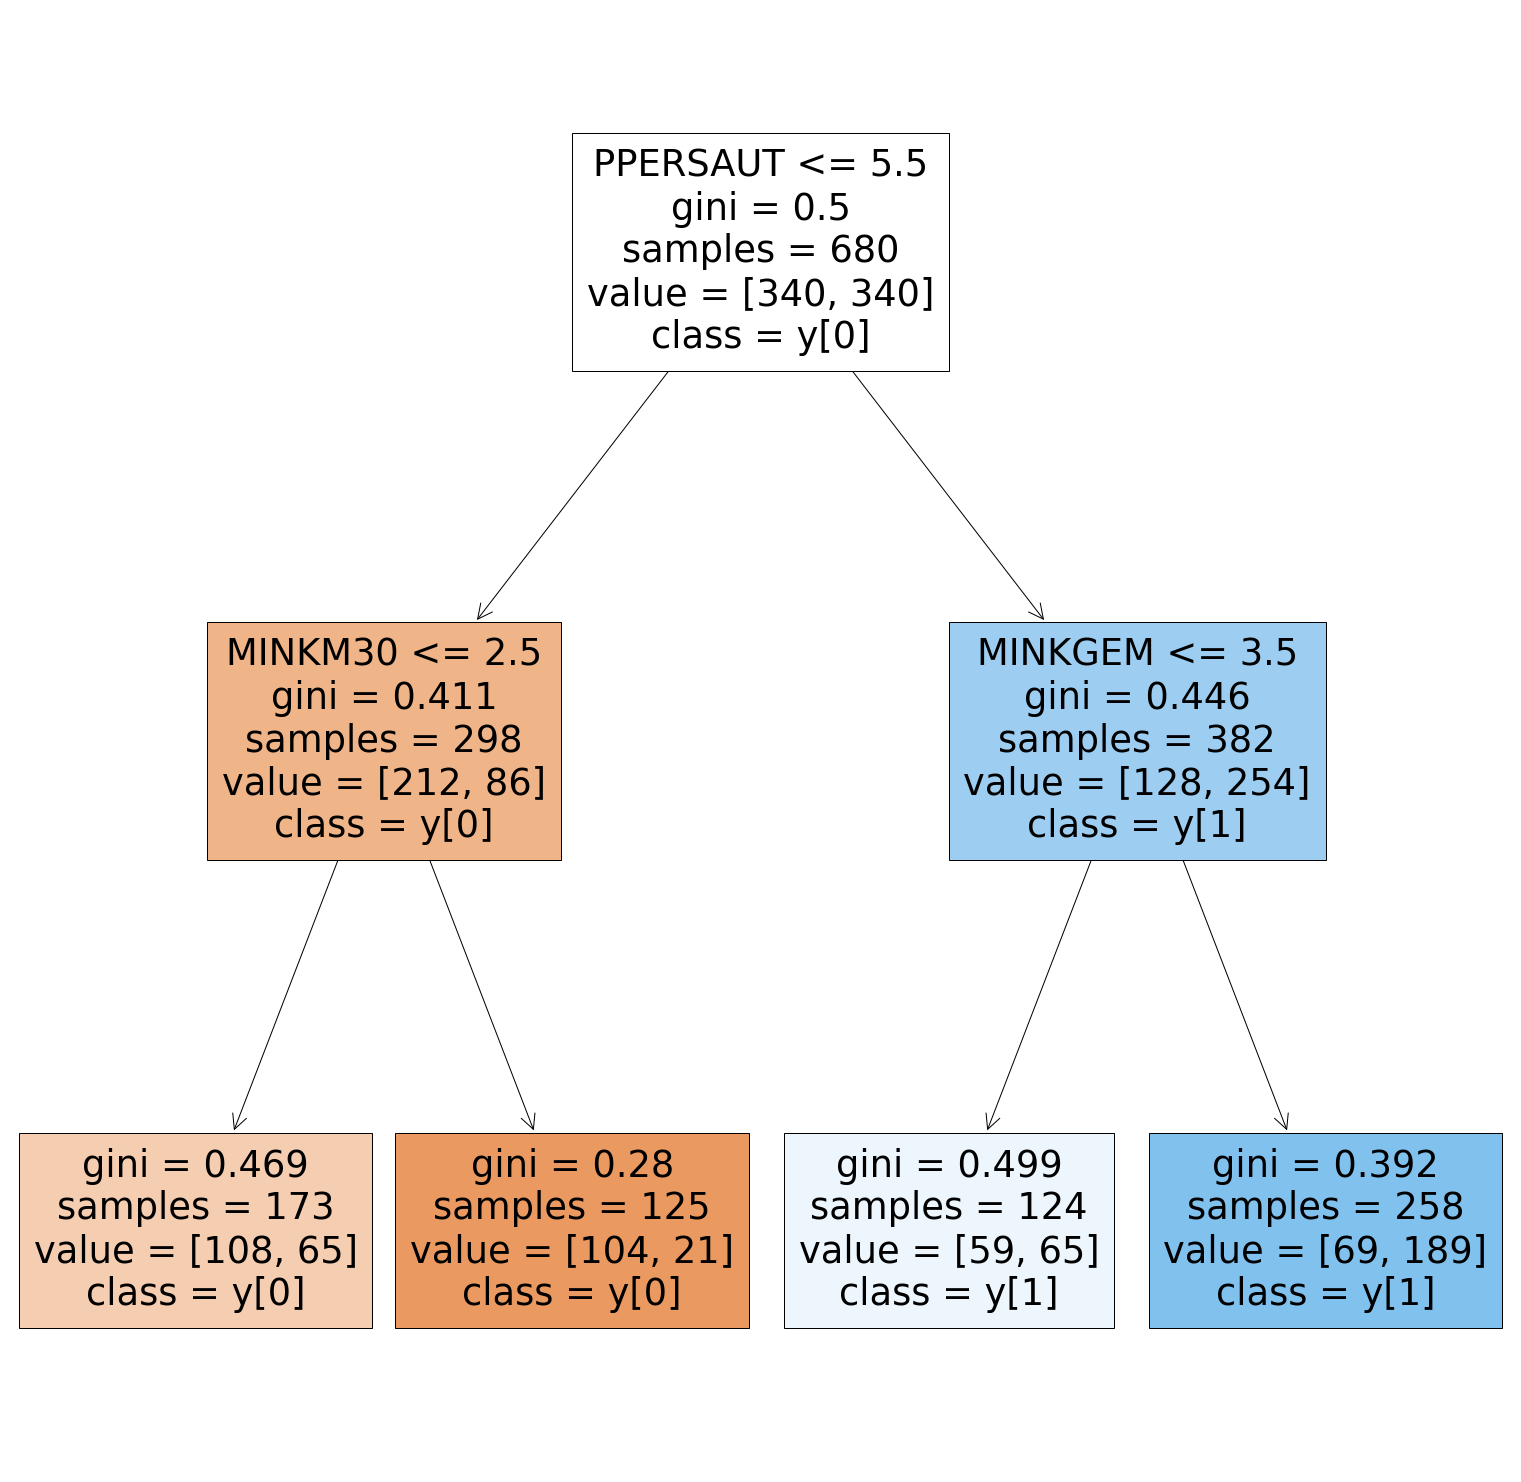 PPERSAUT <= 5.5
gini = 0.5
samples = 680
value = [340, 340]
class = y[0]
MINKM30 <= 2.5
gini = 0.411
samples = 298
value = [212, 86]
class = y[0]
MINKGEM <= 3.5
gini = 0.446
samples = 382
value = [128, 254]
class = y[1]
gini = 0.469
samples = 173
value = [108, 65]
class = y[0]
gini = 0.28
samples = 125
value = [104, 21]
class = y[0]
gini = 0.499
samples = 124
value = [59, 65]
class = y[1]
gini = 0.392
samples = 258
value = [69, 189]
class = y[1]